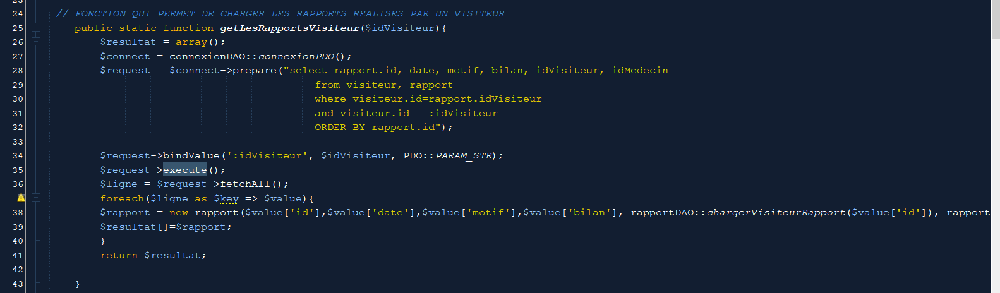 24 // FONCTION QUI PERMET DE CHARGER LES RAPPORTS REALISES PAR UN VISITEUR
25 public static function getLesRapportsVisiteur($idVisiteur){
26 $resultat = array();
27 $connect = connexionDAO::connexionPDO();
28 $request = $connect->prepare("select rapport.id, date, motif, bilan, idVisiteur, idMedecin
29 from visiteur, rapport
30 where visiteur.id=rapport.idVisiteur
31 and visiteur.id = :idVisiteur
32 ORDER BY rapport.id");
33
34 $request->bindValue(':idVisiteur', $idVisiteur, PDO::PARAM_STR);
35 $request->execute();
36 $ligne = $request->fetchAll();
foreach($ligne as $key => $value){
38 $rapport = new rapport($value['id'],$value['date'],$value['motif'],$value['bilan'], rapportDAO::chargerVisiteurRapport($value['id']), rapport
39 $resultat[]=$rapport;
40 }
41 return $resultat;
42
43 }